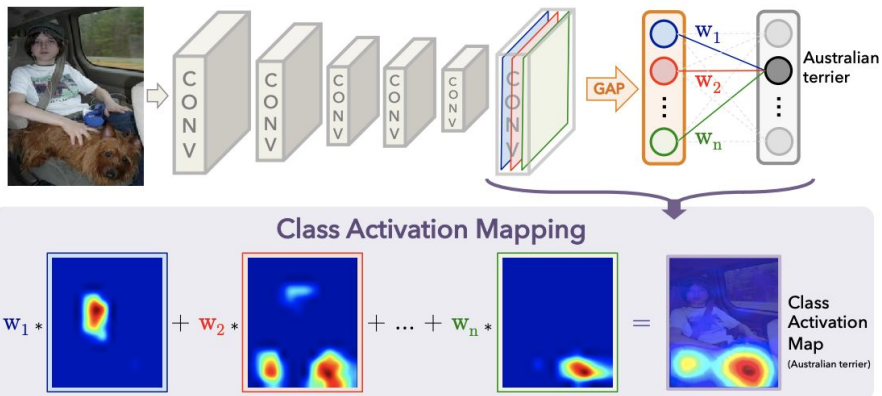 CONV
CONV
CONV
CONV
CONV
CONV
GAP
w1
w2
⋮
wn
⋮
Australian
terrier
Class Activation Mapping
w1 * + w2 * + ... + wn * =
Class
Activation
Map
(Australian terrier)